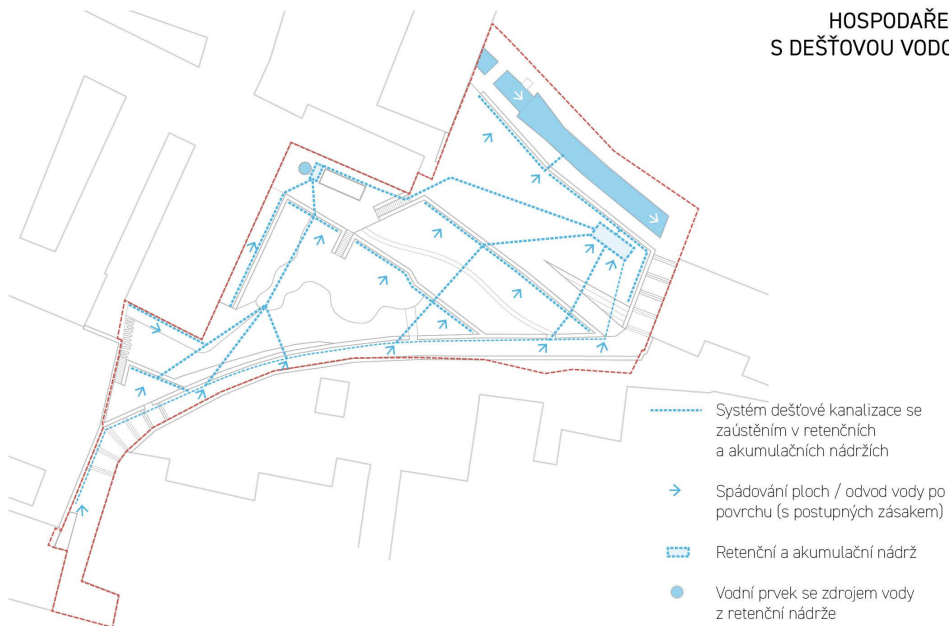 HOSPODAŘE
S DEŠŤOVOU VODO
Systém dešťové kanalizace se
zaústěním v retenčních
a akumulačních nádržích
Spádování ploch / odvod vody po
povrchu (s postupných zásakem)
Retenční a akumulační nádrž
Vodní prvek se zdrojem vody
z retenční nádrže